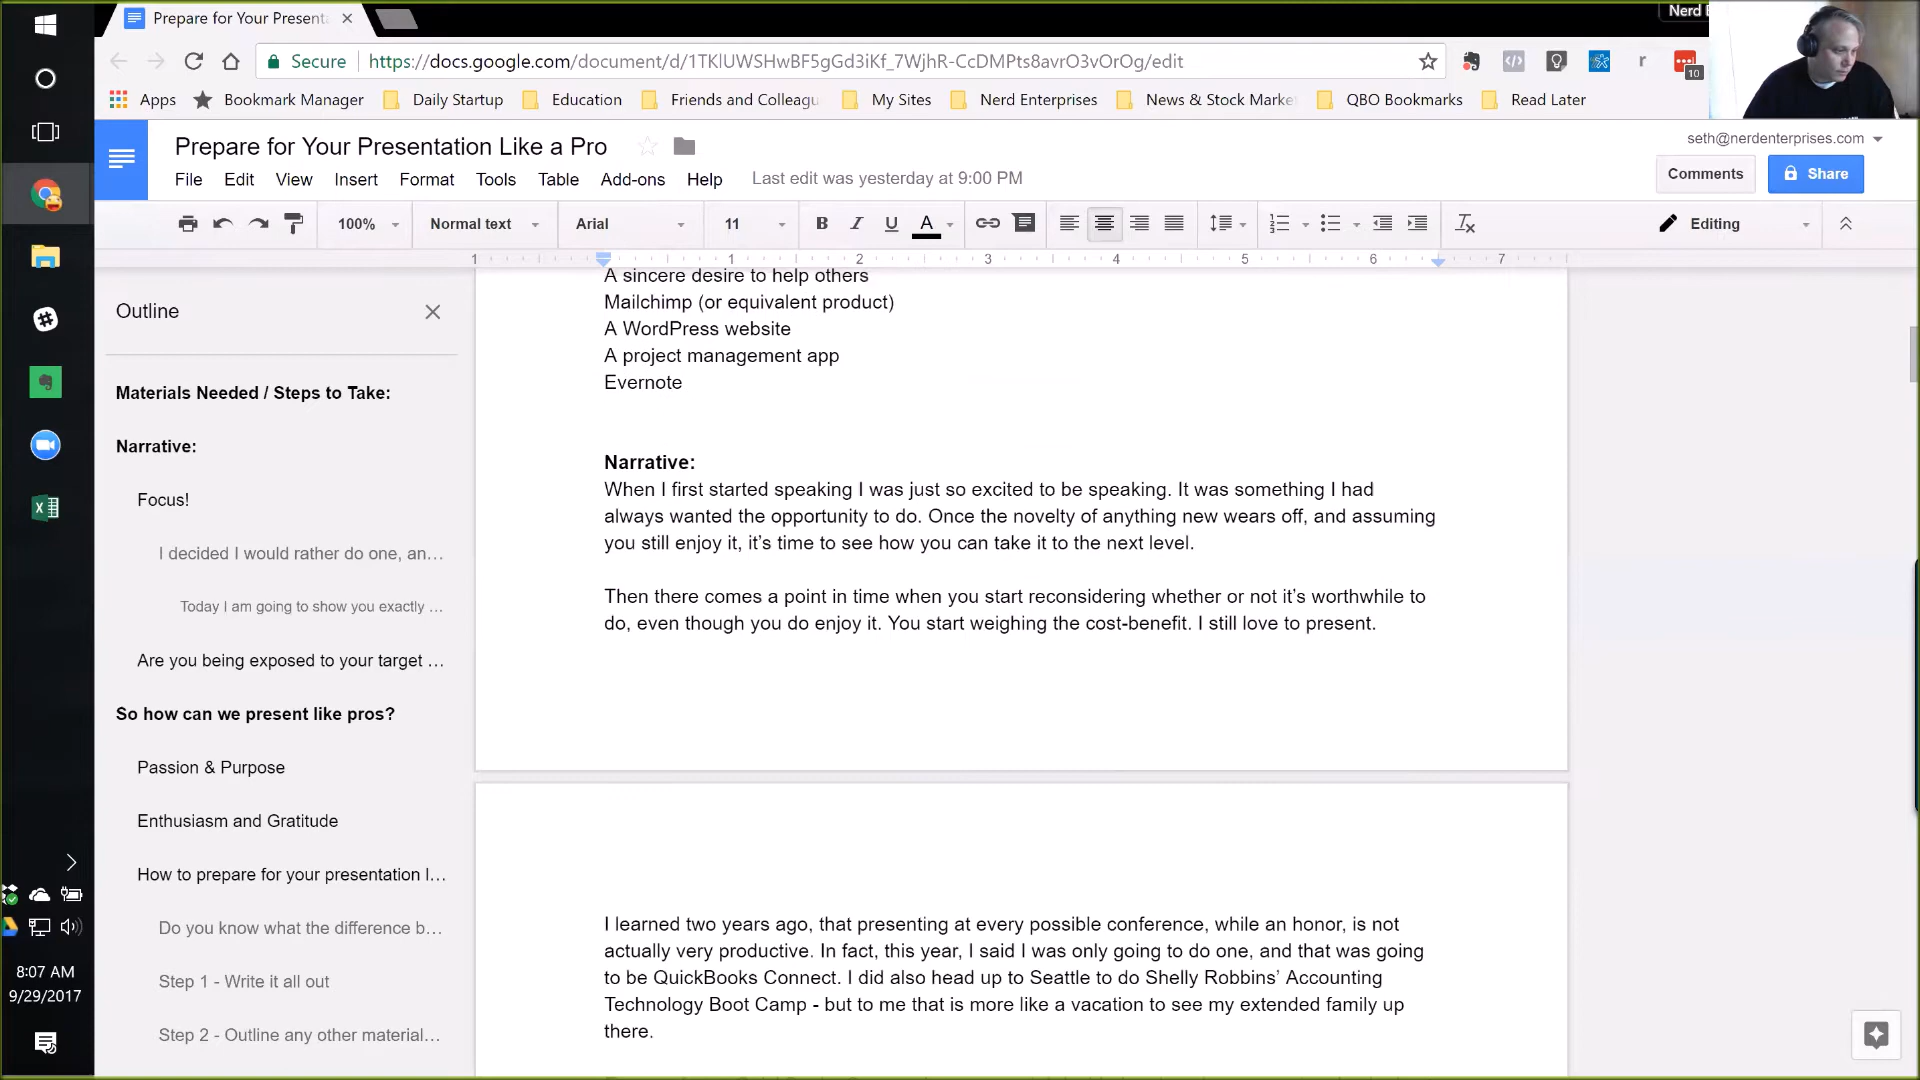 Prepare for Your Presenta
Nerd
Secure
https://docs.google.com/document/d/1TKlUWSHwBF5gGd3iKf_7WjhR-CcDMPts8avrO3vOrOg/edit
r
10
Apps
Bookmark Manager
Daily Startup
Education
Friends and Colleagu
My Sites
Nerd Enterprises
News & Stock Marke
QBO Bookmarks
Read Later
Prepare for Your Presentation Like a Pro
seth@nerdenterprises.com
File
Edit
View
Insert
Format
Tools
Table
Add-ons
Help
Last edit was yesterday at 9:00 PM
Comments
Share
100%
Normal text
Arial
11
B
I
U
A
Editing
1 1 2 3 4 5 6 7
Outline
Materials Needed / Steps to Take:
Narrative:
Focus!
I decided I would rather do one, an...
Today I am going to show you exactly ...
Are you being exposed to your target ...
So how can we present like pros?
Passion & Purpose
Enthusiasm and Gratitude
How to prepare for your presentation l...
Do you know what the difference b...
Step 1 - Write it all out
Step 2 - Outline any other material...
A sincere desire to help others
Mailchimp (or equivalent product)
A WordPress website
A project management app
Evernote
Narrative:
When I first started speaking I was just so excited to be speaking. It was something I had
always wanted the opportunity to do. Once the novelty of anything new wears off, and assuming
you still enjoy it, it’s time to see how you can take it to the next level.
Then there comes a point in time when you start reconsidering whether or not it’s worthwhile to
do, even though you do enjoy it. You start weighing the cost-benefit. I still love to present.
I learned two years ago, that presenting at every possible conference, while an honor, is not
actually very productive. In fact, this year, I said I was only going to do one, and that was going
to be QuickBooks Connect. I did also head up to Seattle to do Shelly Robbins’ Accounting
Technology Boot Camp - but to me that is more like a vacation to see my extended family up
there.
8:07 AM
9/29/2017